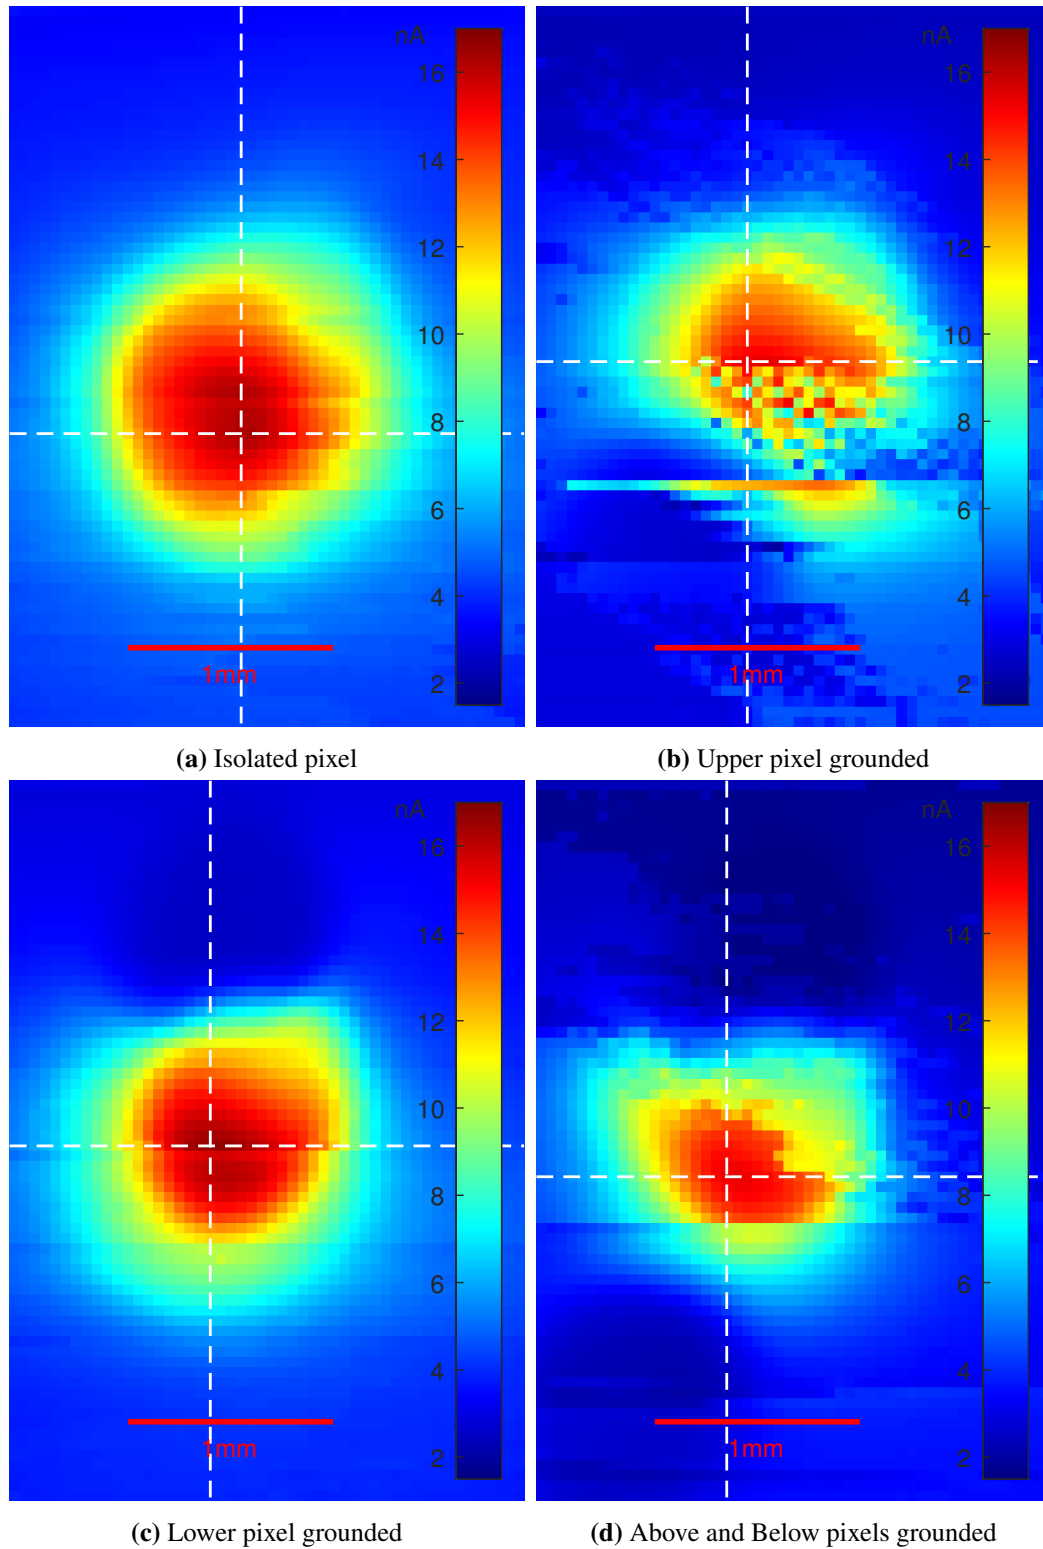 nA
16
14
12
10
8
6
4
2
1mm
(a) Isolated pixel
nA
16
14
12
10
8
6
4
2
1mm
(b) Upper pixel grounded
nA
16
14
12
10
8
6
4
2
1mm
(c) Lower pixel grounded
nA
16
14
12
10
8
6
4
2
1mm
(d) Above and Below pixels grounded